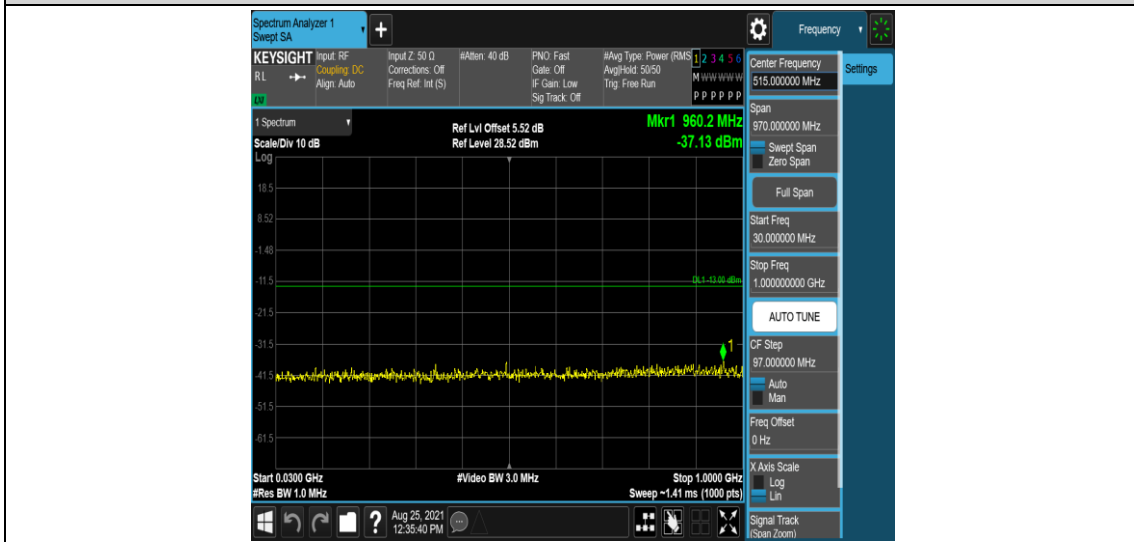 Spectrum Analyzer 1
Swept SA
Frequency
KEYSIGHT
RL
LXI
Input: RF
Coupling: DC
Align: Auto
Input Z: 50 Ω
Corrections: Off
Freq Ref: Int (S)
#Atten: 40 dB
PNO: Fast
Gate: Off
IF Gain: Low
Sig Track: Off
#Avg Type: Power (RMS
Avg|Hold: 50/50
Trig: Free Run
1 2 3 4 5 6
M W W W W W
P P P P P P
1 Spectrum
Scale/Div 10 dB
Log
Ref Lvl Offset 5.52 dB
Ref Level 28.52 dBm
Mkr1 960.2 MHz
-37.13 dBm
18.5
8.52
-1.48
-11.5
DL1 -13.00 dBm
-21.5
-31.5
1
-41.5
-51.5
-61.5
Start 0.0300 GHz
#Res BW 1.0 MHz
#Video BW 3.0 MHz
Stop 1.0000 GHz
Sweep ~1.41 ms (1000 pts)
Aug 25, 2021
12:35:40 PM
Center Frequency
515.000000 MHz
Settings
Span
970.000000 MHz
Swept Span
Zero Span
Full Span
Start Freq
30.000000 MHz
Stop Freq
1.000000000 GHz
AUTO TUNE
CF Step
97.000000 MHz
Auto
Man
Freq Offset
0 Hz
X Axis Scale
Log
Lin
Signal Track
(Span Zoom)